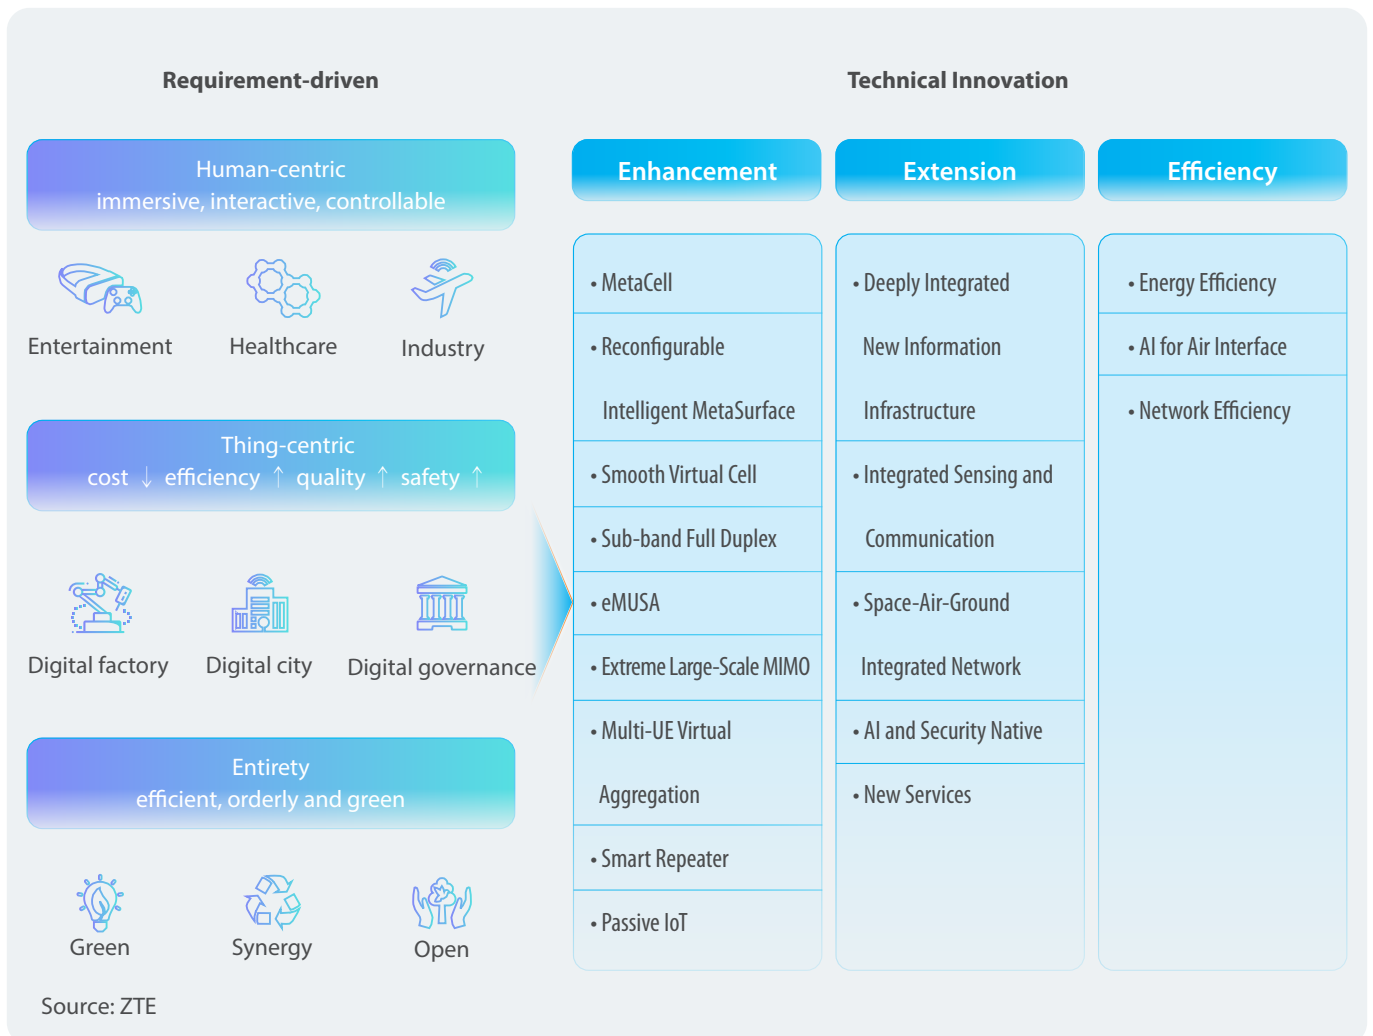 Requirement-driven
Human-centric
immersive, interactive, controllable
Entertainment
Healthcare
Industry
Thing-centric
cost ↓ efficiency ↑ quality ↑ safety ↑
Digital factory
Digital city
Digital governance
Entirety
efficient, orderly and green
Green
Synergy
Open
Technical Innovation
Enhancement
• MetaCell
• Reconfigurable
Intelligent MetaSurface
• Smooth Virtual Cell
• Sub-band Full Duplex
• eMUSA
• Extreme Large-Scale MIMO
• Multi-UE Virtual
Aggregation
• Smart Repeater
• Passive IoT
Extension
• Deeply Integrated
New Information
Infrastructure
• Integrated Sensing and
Communication
• Space-Air-Ground
Integrated Network
• AI and Security Native
• New Services
Efficiency
• Energy Efficiency
• AI for Air Interface
• Network Efficiency
Source: ZTE